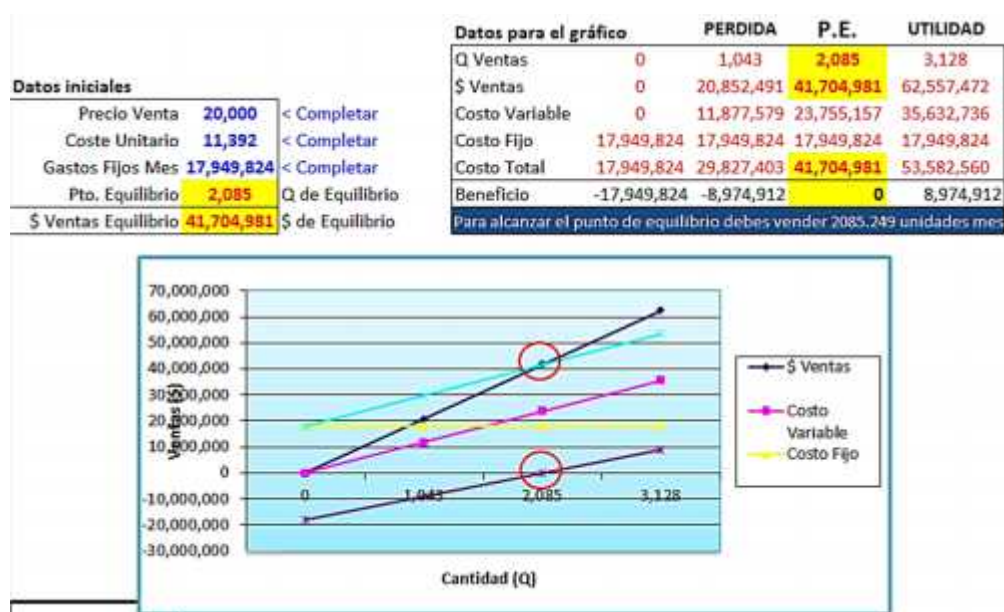 Datos para el gráfico PERDIDA P.E. UTILIDAD
Q Ventas 0 1,043 2,085 3,128
$ Ventas 0 20,852,491 41,704,981 62,557,472
Costo Variable 0 11,877,579 23,755,157 35,632,736
Costo Fijo 17,949,824 17,949,824 17,949,824 17,949,824
Costo Total 17,949,824 29,827,403 41,704,981 53,582,560
Beneficio -17,949,824 -8,974,912 0 8,974,912
Para alcanzar el punto de equilibrio debes vender 2085.249 unidades mes
Datos iniciales
Precio Venta 20,000 < Completar
Coste Unitario 11,392 < Completar
Gastos Fijos Mes 17,949,824 < Completar
Pto. Equilibrio 2,085 Q de Equilibrio
$ Ventas Equilibrio 41,704,981 $ de Equilibrio
70,000,000
60,000,000
50,000,000
40,000,000
30,000,000
20,000,000
10,000,000
0
-10,000,000
-20,000,000
-30,000,000
Ventas ($)
0 1,043 2,085 3,128
Cantidad (Q)
$ Ventas
Costo
Variable
Costo Fijo